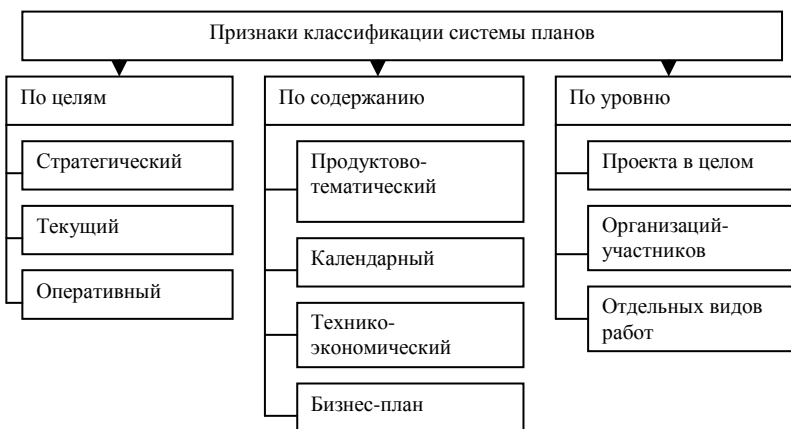 Признаки классификации системы планов
По целям
Стратегический
Текущий
Оперативный
По содержанию
Продуктово-
тематический
Календарный
Технико-
экономический
Бизнес-план
По уровню
Проекта в целом
Организаций-
участников
Отдельных видов
работ